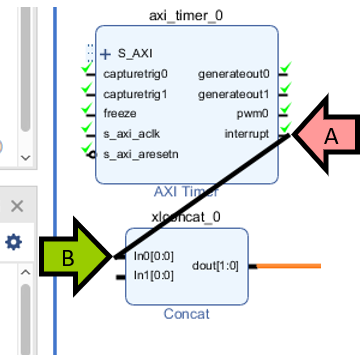 axi_timer_0
S_AXI
capturetrig0 generateout0
capturetrig1 generateout1
freeze pwm0
s_axi_aclk interrupt
s_axi_aresetn
AXI Timer
A
xlconcat_0
B
In0[0:0]
In1[0:0] dout[1:0]
Concat